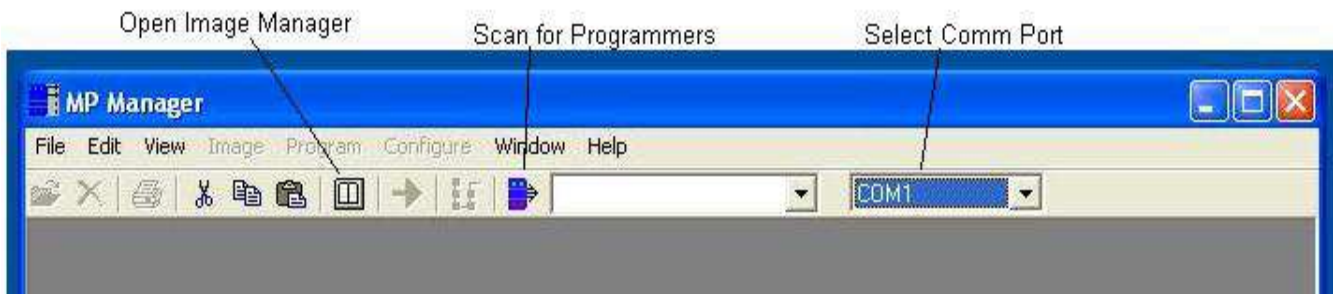 Open Image Manager Scan for Programmers Select Comm Port
MP Manager
File Edit View Image Program Configure Window Help
COM1